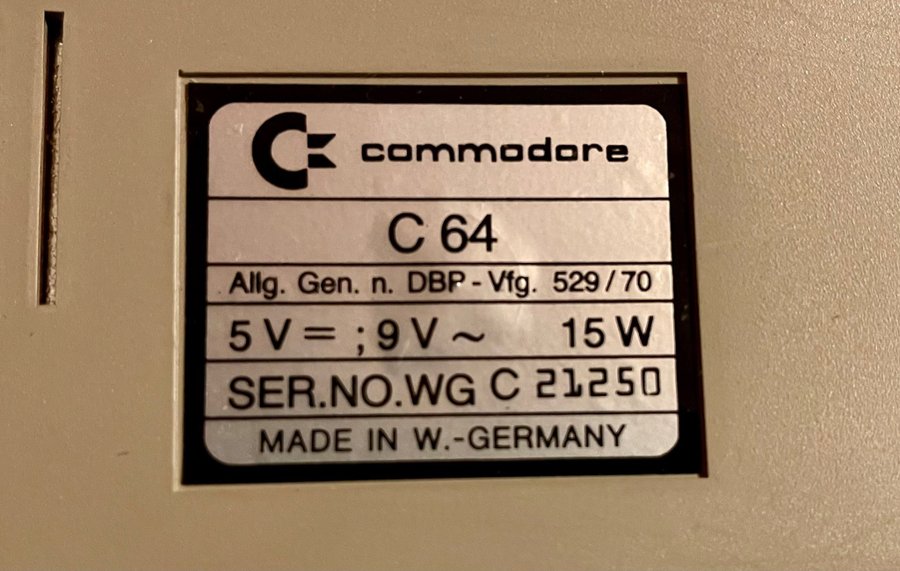 commodore
C 64
Allg. Gen. n. DBP - Vfg. 529 / 70
5 V = ; 9 V ~ 15 W
SER.NO.WG C 21250
MADE IN W.-GERMANY